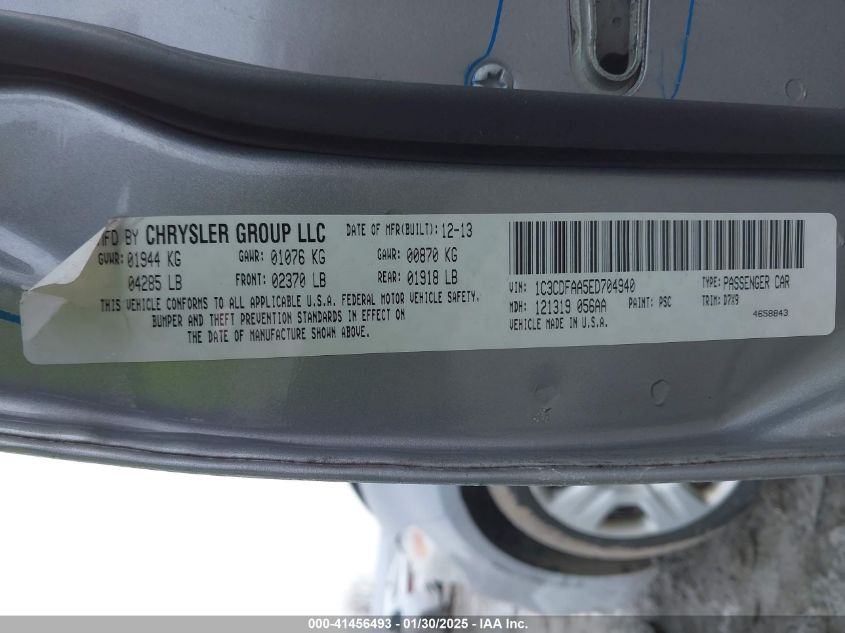 MFD BY CHRYSLER GROUP LLC DATE OF MFR(BUILT): 12-13
GVWR: 01944 KG GAWR: 01076 KG GAWR: 00870 KG
04285 LB FRONT: 02370 LB REAR: 01918 LB
THIS VEHICLE CONFORMS TO ALL APPLICABLE U.S.A. FEDERAL MOTOR VEHICLE SAFETY,
BUMPER AND THEFT PREVENTION STANDARDS IN EFFECT ON
THE DATE OF MANUFACTURE SHOWN ABOVE.
VIN: 1C3CDFAA5ED704940 TYPE: PASSENGER CAR
MDH: 121319 056AA PAINT: PSC TRIM: D7X9
VEHICLE MADE IN U.S.A. 4658843
000-41456493 - 01/30/2025 - IAA Inc.